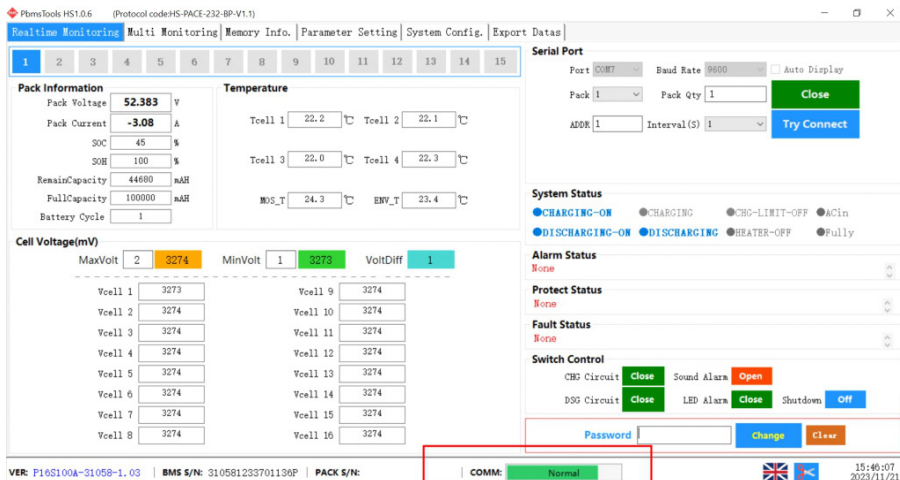 PbmsTools HS1.0.6 (Protocol code:HS-PACE-232-BP-V1.1)
Realtime Monitoring Multi Monitoring Memory Info. Parameter Setting System Config. Export Datas
1 2 3 4 5 6 7 8 9 10 11 12 13 14 15
Pack Information
Pack Voltage 52.383 V
Pack Current -3.08 A
SOC 45 %
SOH 100 %
RemainCapacity 44680 mAH
FullCapacity 100000 mAH
Battery Cycle 1
Temperature
Tcell 1 22.2 ℃ Tcell 2 22.1 ℃
Tcell 3 22.0 ℃ Tcell 4 22.3 ℃
MOS_T 24.3 ℃ ENV_T 23.4 ℃
Cell Voltage(mV)
MaxVolt 2 3274 MinVolt 1 3273 VoltDiff 1
Vcell 1 3273 Vcell 9 3274
Vcell 2 3274 Vcell 10 3274
Vcell 3 3274 Vcell 11 3274
Vcell 4 3274 Vcell 12 3274
Vcell 5 3274 Vcell 13 3274
Vcell 6 3274 Vcell 14 3274
Vcell 7 3274 Vcell 15 3274
Vcell 8 3274 Vcell 16 3274
Serial Port
Port COM7 Baud Rate 9600 Auto Display
Pack 1 Pack Qty 1 Close
ADDR 1 Interval(S) 1 Try Connect
System Status
CHARGING-ON CHARGING CHG-LIMIT-OFF ACin
DISCHARGING-ON DISCHARGING HEATER-OFF Fully
Alarm Status
None
Protect Status
None
Fault Status
None
Switch Control
CHG Circuit Close Sound Alarm Open
DSG Circuit Close LED Alarm Close Shutdown Off
Password Change Clear
VER: P16S100A-31058-1.03 BMS S/N: 310581233701136P PACK S/N: COMM: Normal 15:46:07
2023/11/21